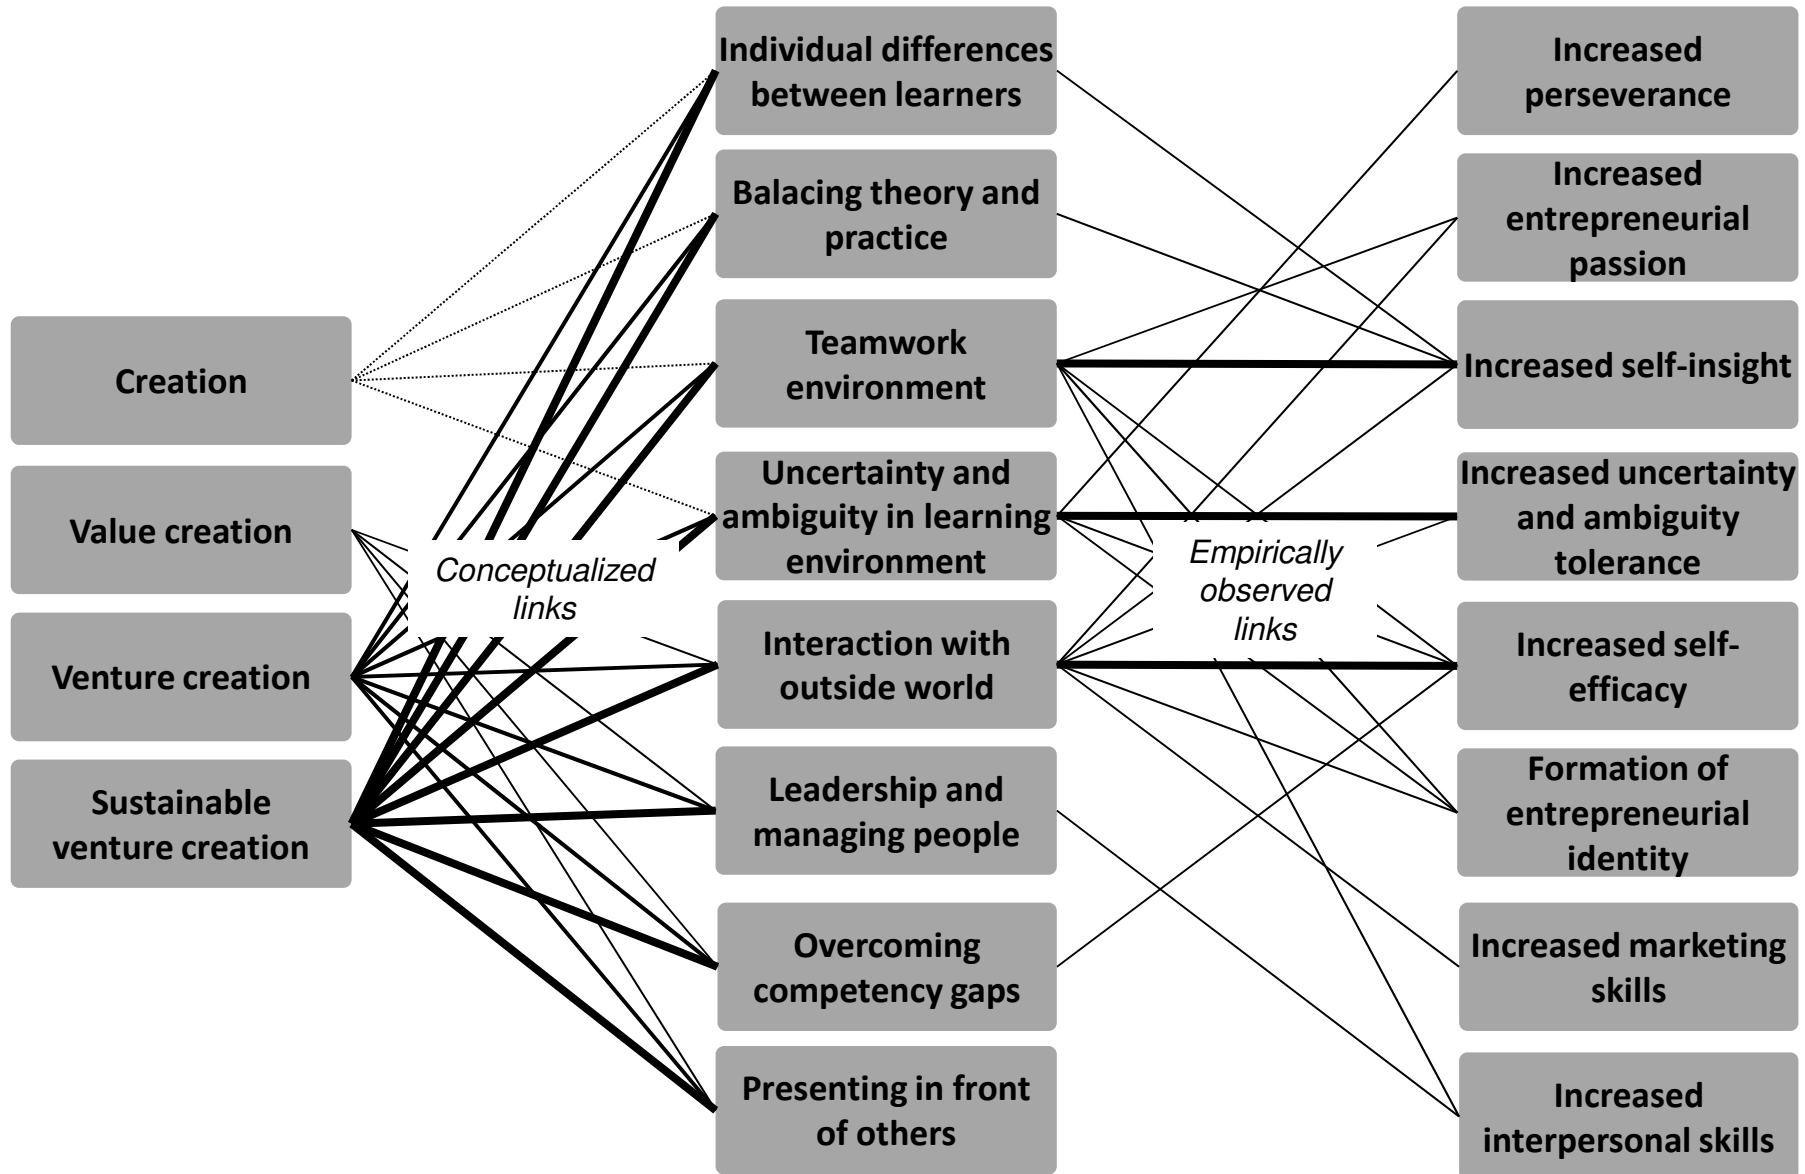 Creation
Value creation
Venture creation
Sustainable
venture creation
Conceptualized
links
Individual differences
between learners
Balacing theory and
practice
Teamwork
environment
Uncertainty and
ambiguity in learning
environment
Interaction with
outside world
Leadership and
managing people
Overcoming
competency gaps
Presenting in front
of others
Empirically
observed
links
Increased
perseverance
Increased
entrepreneurial
passion
Increased self-insight
Increased uncertainty
and ambiguity
tolerance
Increased self-
efficacy
Formation of
entrepreneurial
identity
Increased marketing
skills
Increased
interpersonal skills